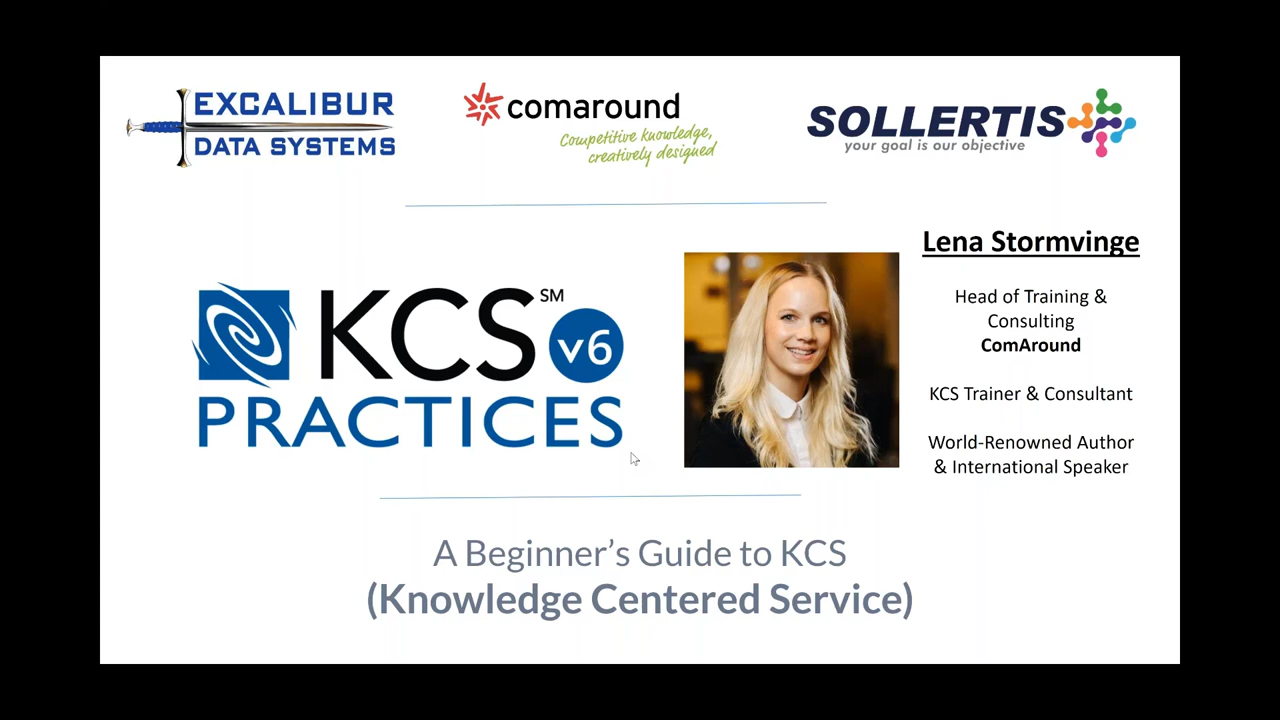 EXCALIBUR
DATA SYSTEMS
comaround
Competitive knowledge,
creatively designed
SOLLERTIS
your goal is our objective
KCS SM v6
PRACTICES
Lena Stormvinge
Head of Training &
Consulting
ComAround
KCS Trainer & Consultant
World-Renowned Author
& International Speaker
A Beginner’s Guide to KCS
(Knowledge Centered Service)